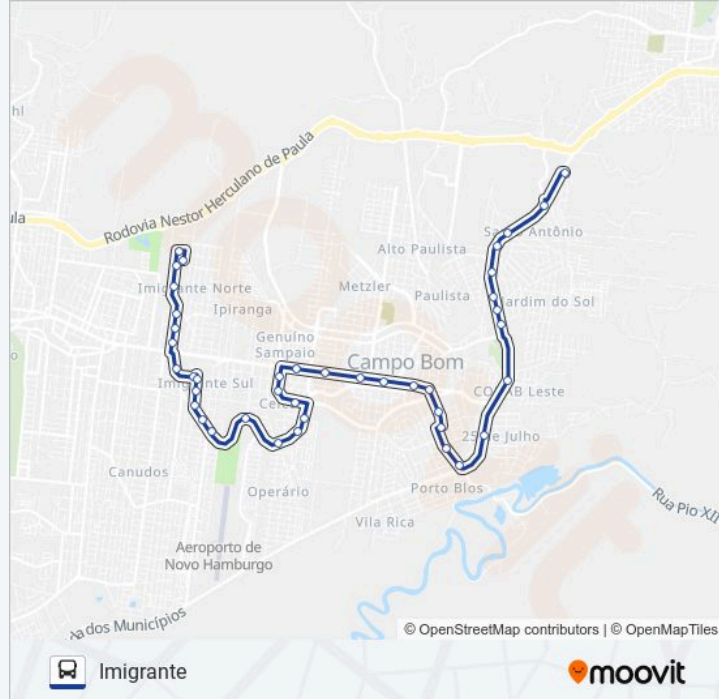 hl
Rodovia Nestor Herculano de Paula
ula
Santo Antônio
Alto Paulista
Imigrante Norte
Metzler
Paulista
Jardim do Sol
Ipiranga
Genuíno
Sampaio
Campo Bom
Imigrante Sul
COHAB Leste
25 de Julho
Canudos
Operário
Porto Blos
Rua Pio XII
Vila Rica
Aeroporto de
Novo Hamburgo
dos Municípios
© OpenStreetMap contributors | © OpenMapTiles
Imigrante
moovit